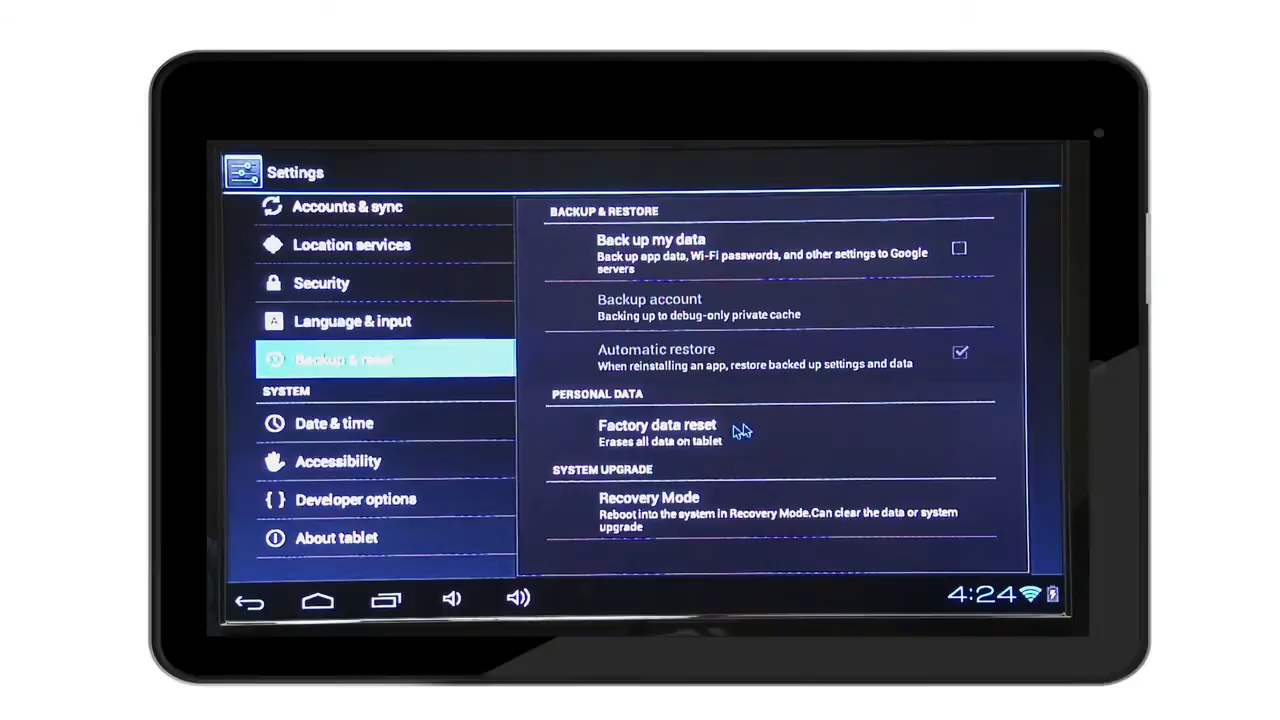 Settings
Accounts & sync
Location services
Security
Language & input
Backup & reset
SYSTEM
Date & time
Accessibility
Developer options
About tablet
BACKUP & RESTORE
Back up my data
Back up app data, Wi-Fi passwords, and other settings to Google
servers
Backup account
Backing up to debug-only private cache
Automatic restore
When reinstalling an app, restore backed up settings and data
PERSONAL DATA
Factory data reset
Erases all data on tablet
SYSTEM UPGRADE
Recovery Mode
Reboot into the system in Recovery Mode.Can clear the data or system
upgrade
4:24